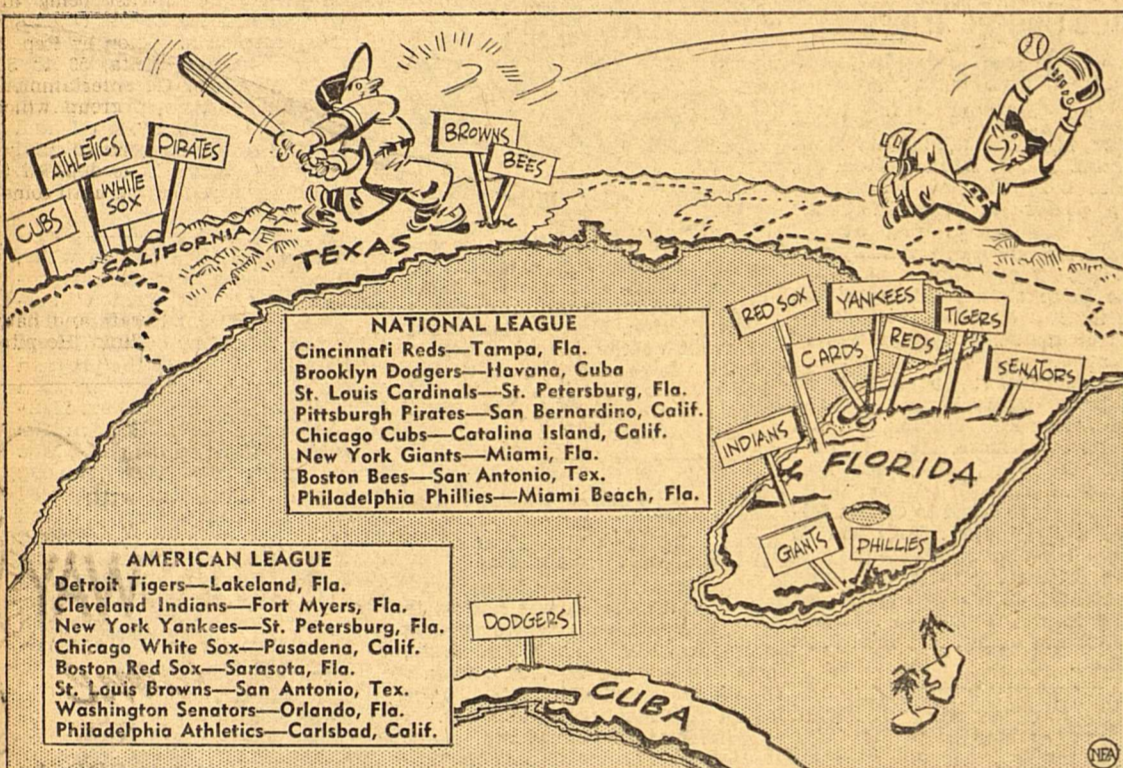 ATHLETICS
PIRATES
WHITE
SOX
CUBS
CALIFORNIA
TEXAS
BROWNS
BEES
RED SOX
YANKEES
TIGERS
CARDS
REDS
SENATORS
INDIANS
FLORIDA
GIANTS
PHILLIES
NATIONAL LEAGUE
Cincinnati Reds—Tampa, Fla.
Brooklyn Dodgers—Havana, Cuba
St. Louis Cardinals—St. Petersburg, Fla.
Pittsburgh Pirates—San Bernardino, Calif.
Chicago Cubs—Catalina Island, Calif.
New York Giants—Miami, Fla.
Boston Bees—San Antonio, Tex.
Philadelphia Phillies—Miami Beach, Fla.
AMERICAN LEAGUE
Detroit Tigers—Lakeland, Fla.
Cleveland Indians—Fort Myers, Fla.
New York Yankees—St. Petersburg, Fla.
Chicago White Sox—Pasadena, Calif.
Boston Red Sox—Sarasota, Fla.
St. Louis Browns—San Antonio, Tex.
Washington Senators—Orlando, Fla.
Philadelphia Athletics—Carlsbad, Calif.
DODGERS
CUBA
NEA